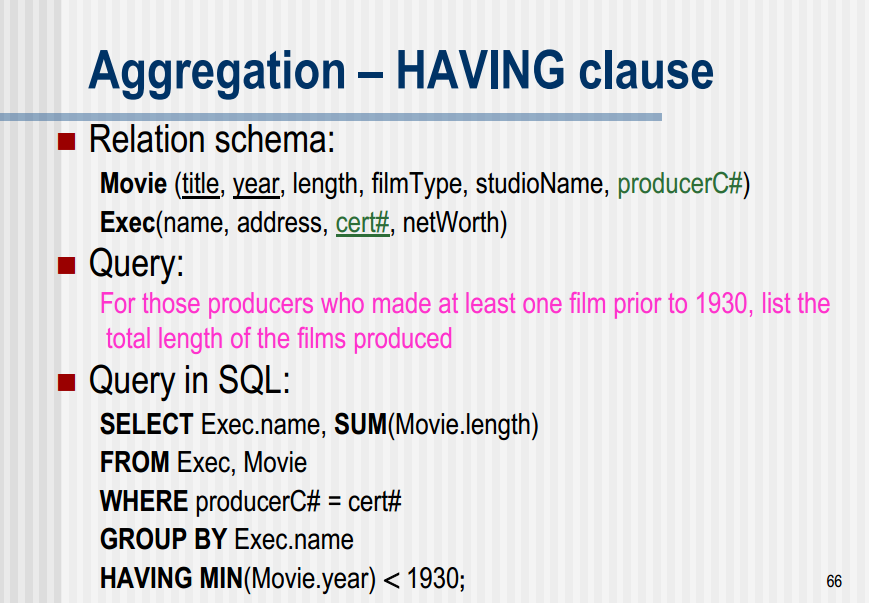 Aggregation – HAVING clause
Relation schema:
Movie (title, year, length, filmType, studioName, producerC#)
Exec(name, address, cert#, netWorth)
Query:
For those producers who made at least one film prior to 1930, list the
total length of the films produced
Query in SQL:
SELECT Exec.name, SUM(Movie.length)
FROM Exec, Movie
WHERE producerC# = cert#
GROUP BY Exec.name
HAVING MIN(Movie.year) < 1930;
66